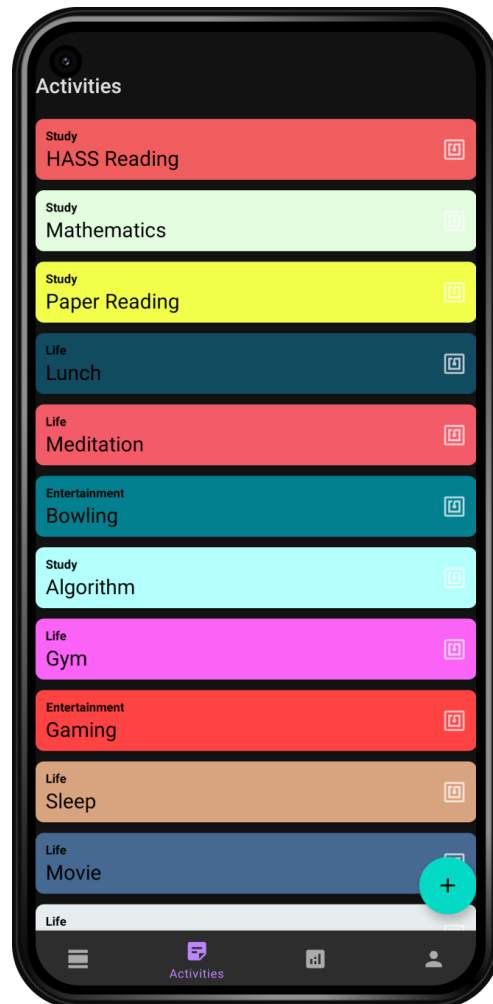 Activities
Study
HASS Reading
Study
Mathematics
Study
Paper Reading
Life
Lunch
Life
Meditation
Entertainment
Bowling
Study
Algorithm
Life
Gym
Entertainment
Gaming
Life
Sleep
Life
Movie
Life
Activities